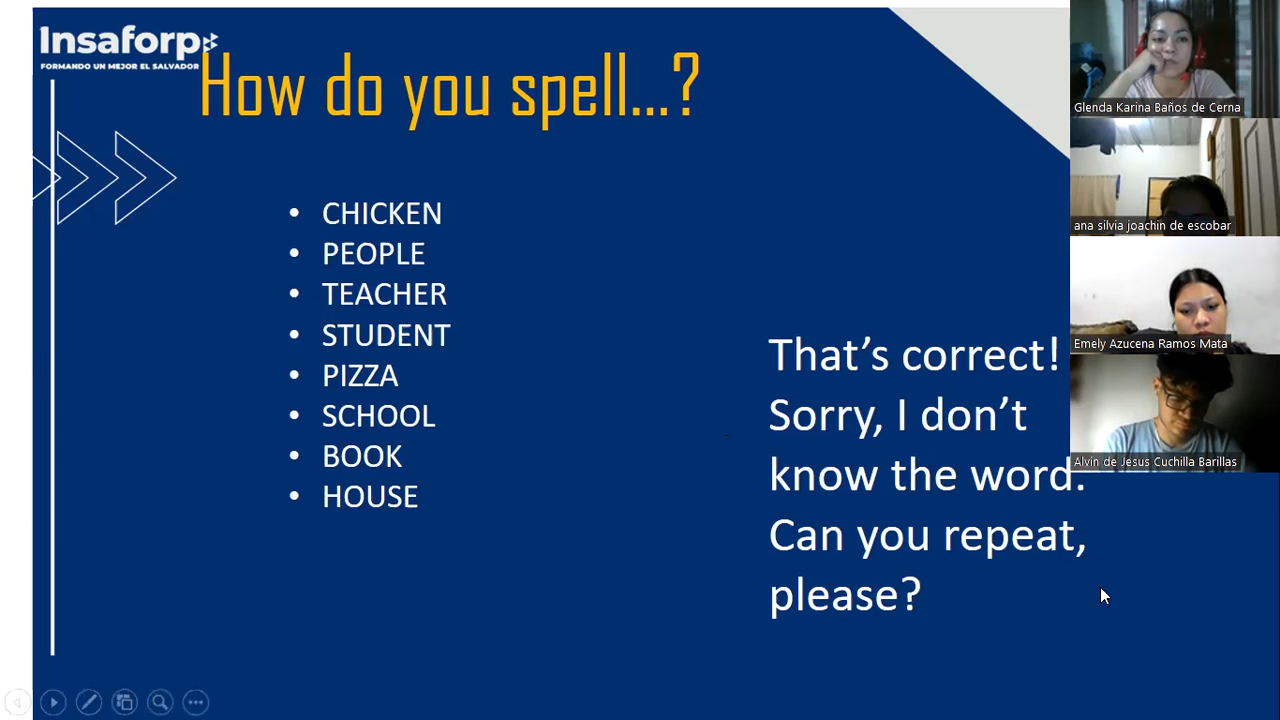 Insaforp
FORMANDO UN MEJOR EL SALVADOR
How do you spell...?
• CHICKEN
• PEOPLE
• TEACHER
• STUDENT
• PIZZA
• SCHOOL
• BOOK
• HOUSE
That’s correct!
Sorry, I don’t
know the word.
Can you repeat,
please?
Glenda Karina Baños de Cerna
ana silvia joachin de escobar
Emely Azucena Ramos Mata
Alvin de Jesus Cuchilla Barillas